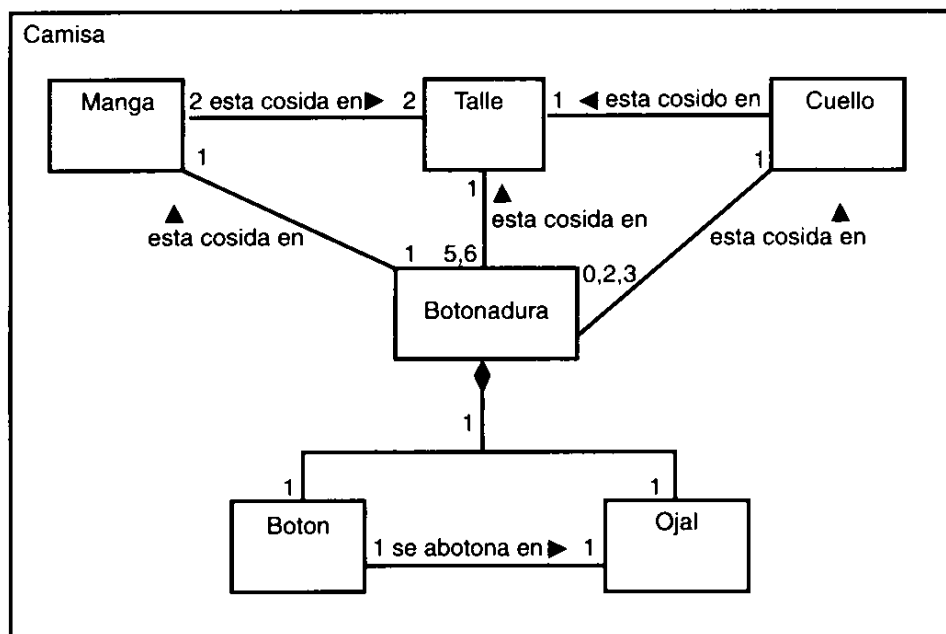 Camisa
Manga
2 esta cosida en ▶ 2
Talle
1 ◀ esta cosido en
Cuello
1
1
1
▲
esta cosida en
▲
esta cosida en
▲
esta cosida en
1
5,6
0,2,3
Botonadura
1
1
1
Boton
Ojal
1 se abotona en ▶ 1